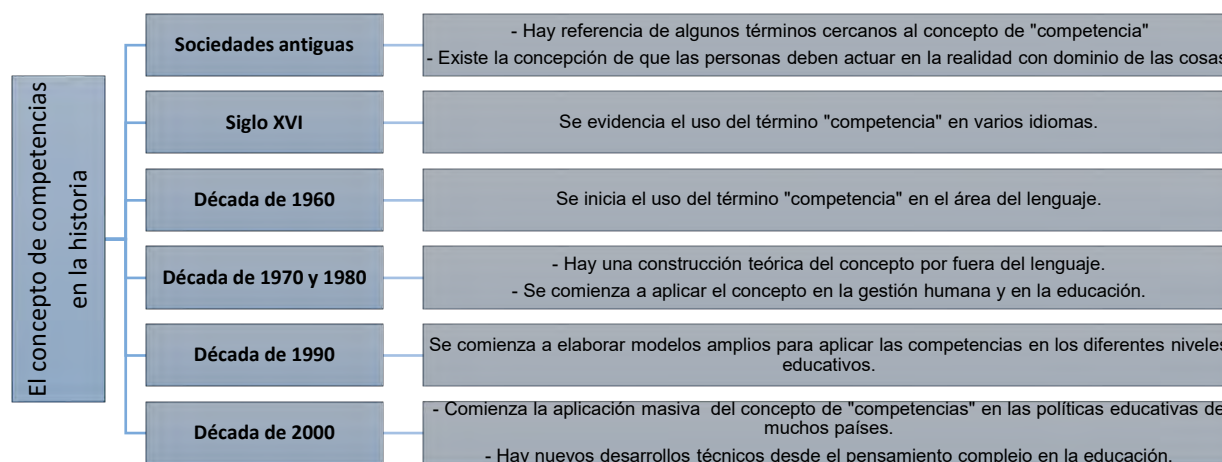 El concepto de competencias
en la historia
Sociedades antiguas
- Hay referencia de algunos términos cercanos al concepto de "competencia"
- Existe la concepción de que las personas deben actuar en la realidad con dominio de las cosas
Siglo XVI
Se evidencia el uso del término "competencia" en varios idiomas.
Década de 1960
Se inicia el uso del término "competencia" en el área del lenguaje.
Década de 1970 y 1980
- Hay una construcción teórica del concepto por fuera del lenguaje.
- Se comienza a aplicar el concepto en la gestión humana y en la educación.
Década de 1990
Se comienza a elaborar modelos amplios para aplicar las competencias en los diferentes niveles
educativos.
Década de 2000
- Comienza la aplicación masiva del concepto de "competencias" en las políticas educativas de
muchos países.
- Hay nuevos desarrollos técnicos desde el pensamiento complejo en la educación.